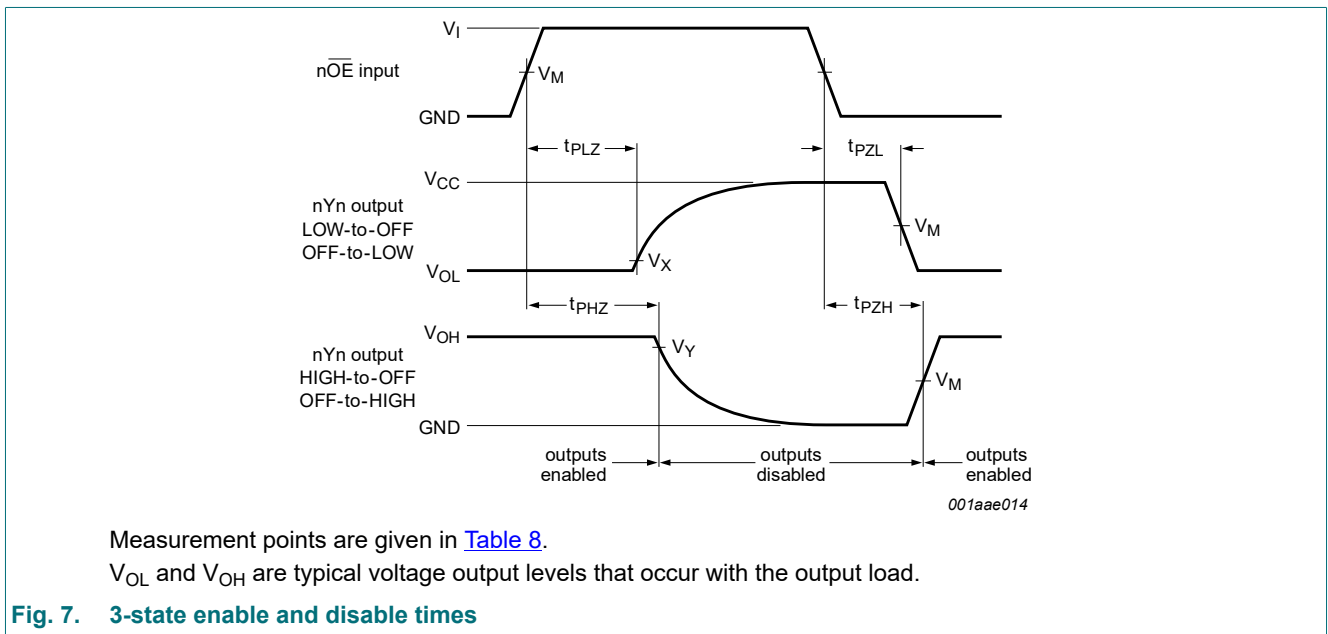 V_I
nO̅E̅ input
V_M
GND
t_PLZ
t_PZL
V_CC
nYn output
LOW-to-OFF
OFF-to-LOW
V_M
V_X
V_OL
t_PHZ
t_PZH
V_OH
V_Y
nYn output
HIGH-to-OFF
OFF-to-HIGH
V_M
GND
outputs
enabled
outputs
disabled
outputs
enabled
001aae014
Measurement points are given in Table 8.
V_OL and V_OH are typical voltage output levels that occur with the output load.
Fig. 7. 3-state enable and disable times